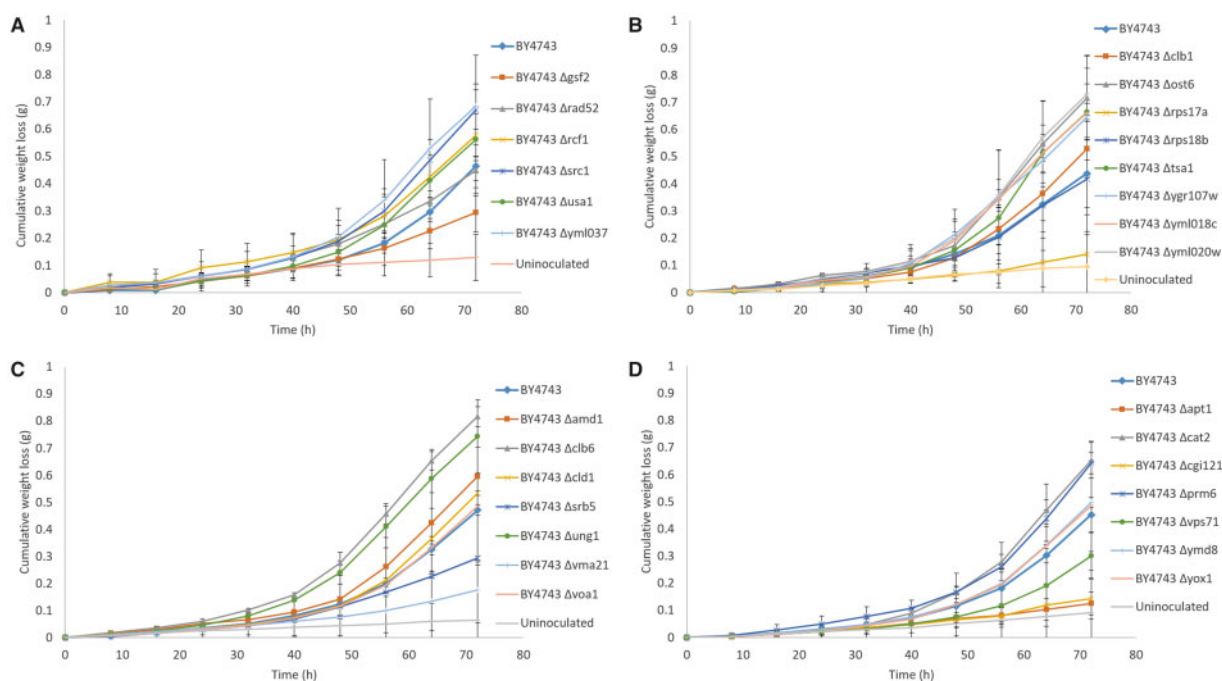 A
Cumulative weight loss (g)
1
0.9
0.8
0.7
0.6
0.5
0.4
0.3
0.2
0.1
0
0 10 20 30 40 50 60 70 80
Time (h)
BY4743
BY4743 Δgsf2
BY4743 Δrad52
BY4743 Δrcf1
BY4743 Δsrc1
BY4743 Δusa1
BY4743 Δyml037
Uninoculated
B
Cumulative weight loss (g)
1
0.9
0.8
0.7
0.6
0.5
0.4
0.3
0.2
0.1
0
0 10 20 30 40 50 60 70 80
Time (h)
BY4743
BY4743 Δclb1
BY4743 Δost6
BY4743 Δrps17a
BY4743 Δrps18b
BY4743 Δtsa1
BY4743 Δygr107w
BY4743 Δyml018c
BY4743 Δyml020w
Uninoculated
C
Cumulative weight loss (g)
1
0.9
0.8
0.7
0.6
0.5
0.4
0.3
0.2
0.1
0
0 10 20 30 40 50 60 70 80
Time (h)
BY4743
BY4743 Δamd1
BY4743 Δclb6
BY4743 Δcld1
BY4743 Δsrb5
BY4743 Δung1
BY4743 Δvma21
BY4743 Δvoa1
Uninoculated
D
Cumulative weight loss (g)
1
0.9
0.8
0.7
0.6
0.5
0.4
0.3
0.2
0.1
0
0 10 20 30 40 50 60 70 80
Time (h)
BY4743
BY4743 Δapt1
BY4743 Δcat2
BY4743 Δcgi121
BY4743 Δprm6
BY4743 Δvps71
BY4743 Δymd8
BY4743 Δyox1
Uninoculated